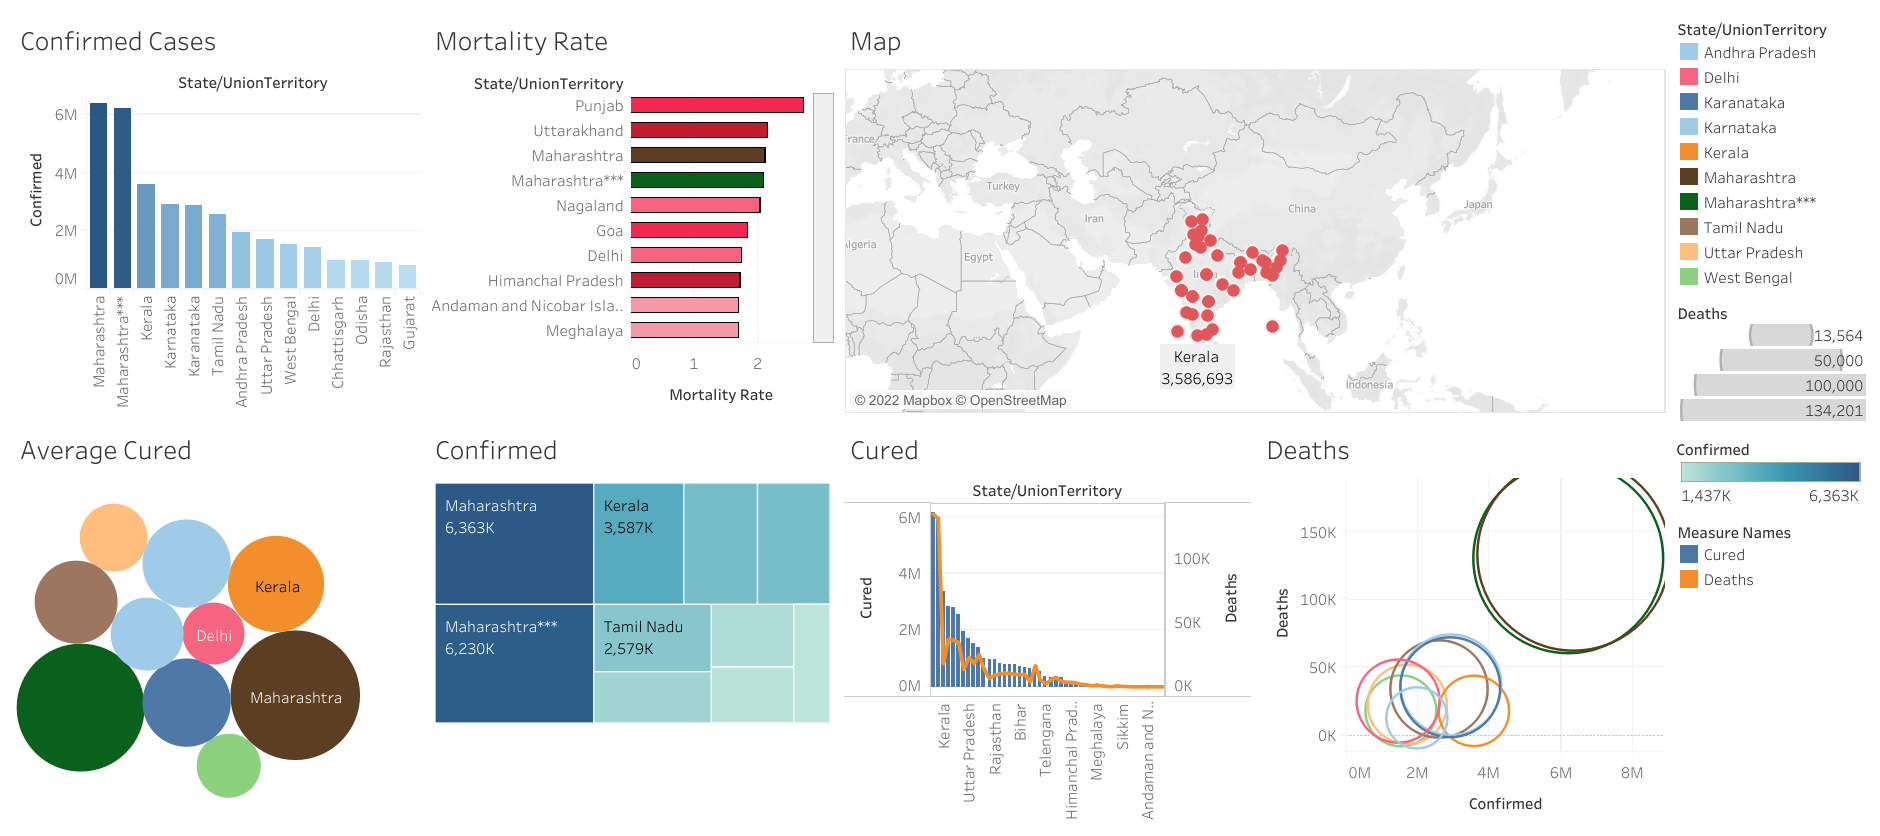 Confirmed Cases
State/UnionTerritory
Confirmed
6M
4M
2M
0M
Maharashtra
Maharashtra***
Kerala
Karnataka
Karanataka
Tamil Nadu
Andhra Pradesh
Uttar Pradesh
West Bengal
Delhi
Chhattisgarh
Odisha
Rajasthan
Gujarat
Mortality Rate
State/UnionTerritory
Punjab
Uttarakhand
Maharashtra
Maharashtra***
Nagaland
Goa
Delhi
Himanchal Pradesh
Andaman and Nicobar Isla..
Meghalaya
0 1 2
Mortality Rate
Map
Turkey
Iran
China
Japan
Egypt
Indonesia
Kerala
3,586,693
© 2022 Mapbox © OpenStreetMap
State/UnionTerritory
Andhra Pradesh
Delhi
Karanataka
Karnataka
Kerala
Maharashtra
Maharashtra***
Tamil Nadu
Uttar Pradesh
West Bengal
Deaths
13,564
50,000
100,000
134,201
Confirmed
1,437K 6,363K
Measure Names
Cured
Deaths
Average Cured
Kerala
Delhi
Maharashtra
Confirmed
Maharashtra
6,363K
Kerala
3,587K
Maharashtra***
6,230K
Tamil Nadu
2,579K
Cured
State/UnionTerritory
Cured
6M
4M
2M
0M
100K
50K
0K
Deaths
Kerala
Uttar Pradesh
Rajasthan
Bihar
Telengana
Himanchal Prad..
Meghalaya
Sikkim
Andaman and N..
Deaths
Deaths
150K
100K
50K
0K
0M 2M 4M 6M 8M
Confirmed